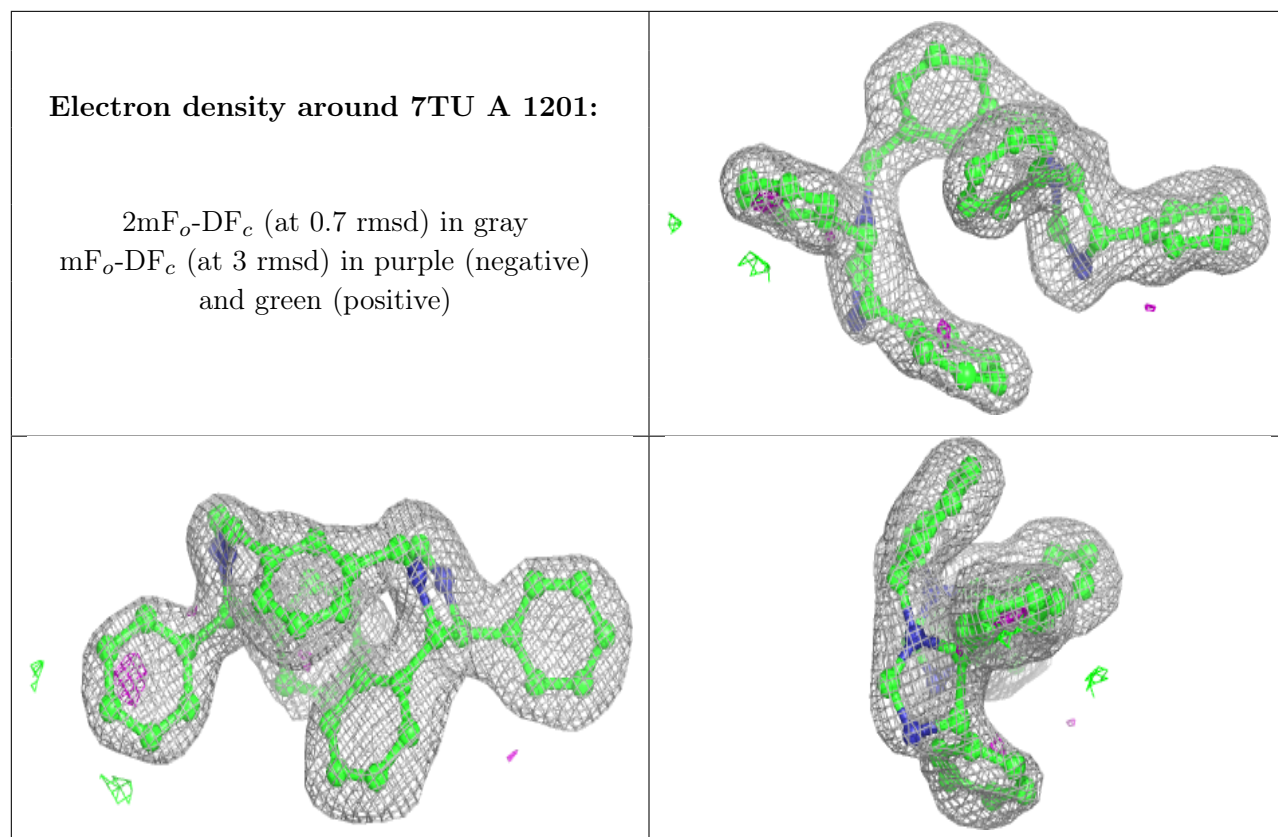 Electron density around 7TU A 1201:
2mFₒ-DF𝒸 (at 0.7 rmsd) in gray
mFₒ-DF𝒸 (at 3 rmsd) in purple (negative)
and green (positive)